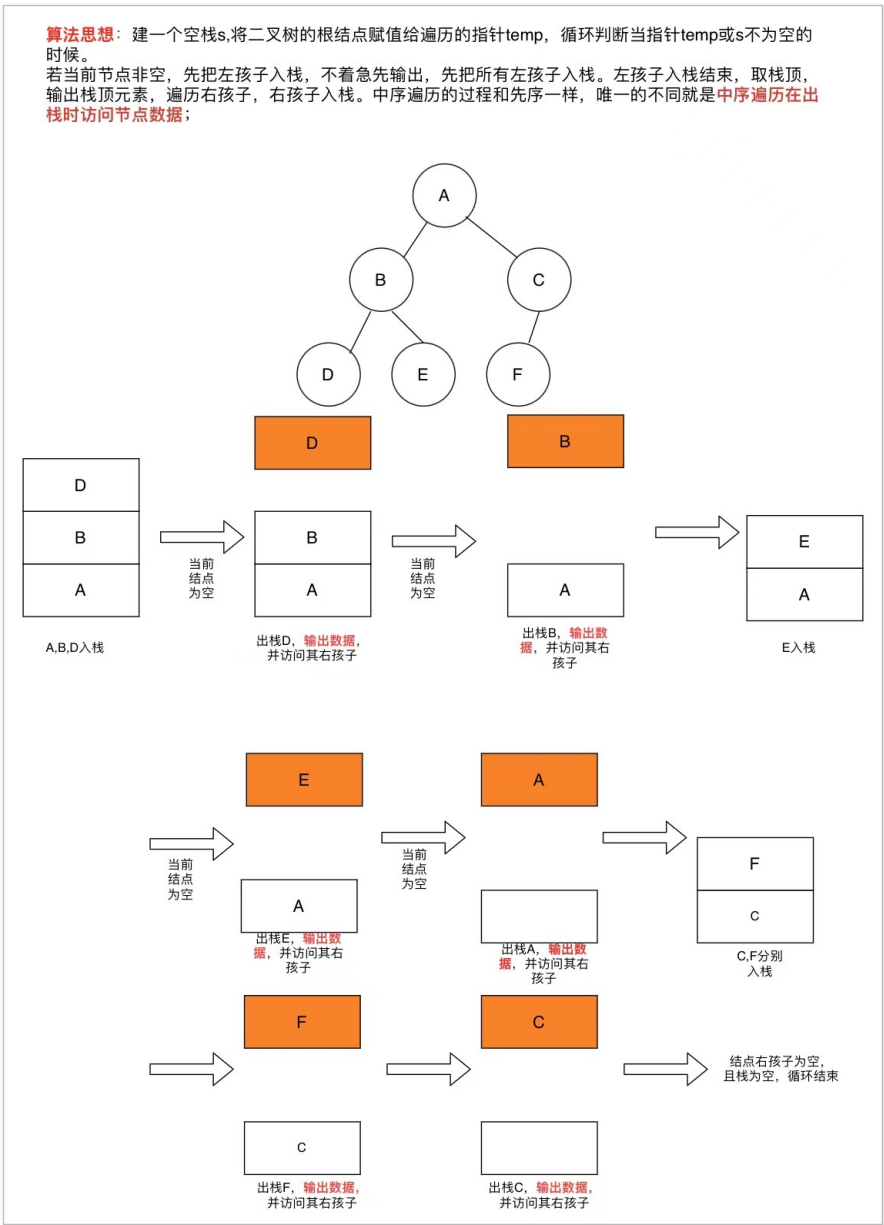 算法思想：建一个空栈s,将二叉树的根结点赋值给遍历的指针temp，循环判断当指针temp或s不为空的
时候。
若当前节点非空，先把左孩子入栈，不着急先输出，先把所有左孩子入栈。左孩子入栈结束，取栈顶，
输出栈顶元素，遍历右孩子，右孩子入栈。中序遍历的过程和先序一样，唯一的不同就是中序遍历在出
栈时访问节点数据；
A
B
C
D
E
F
D
B
A
A,B,D入栈
当前
结点
为空
D
B
A
出栈D，输出数据，
并访问其右孩子
当前
结点
为空
B
A
出栈B，输出数
据，并访问其右
孩子
E
A
E入栈
当前
结点
为空
E
A
出栈E，输出数
据，并访问其右
孩子
当前
结点
为空
A
出栈A，输出数
据，并访问其右
孩子
F
C
C,F分别
入栈
F
C
出栈F，输出数据，
并访问其右孩子
C
出栈C，输出数据，
并访问其右孩子
结点右孩子为空，
且栈为空，循环结束